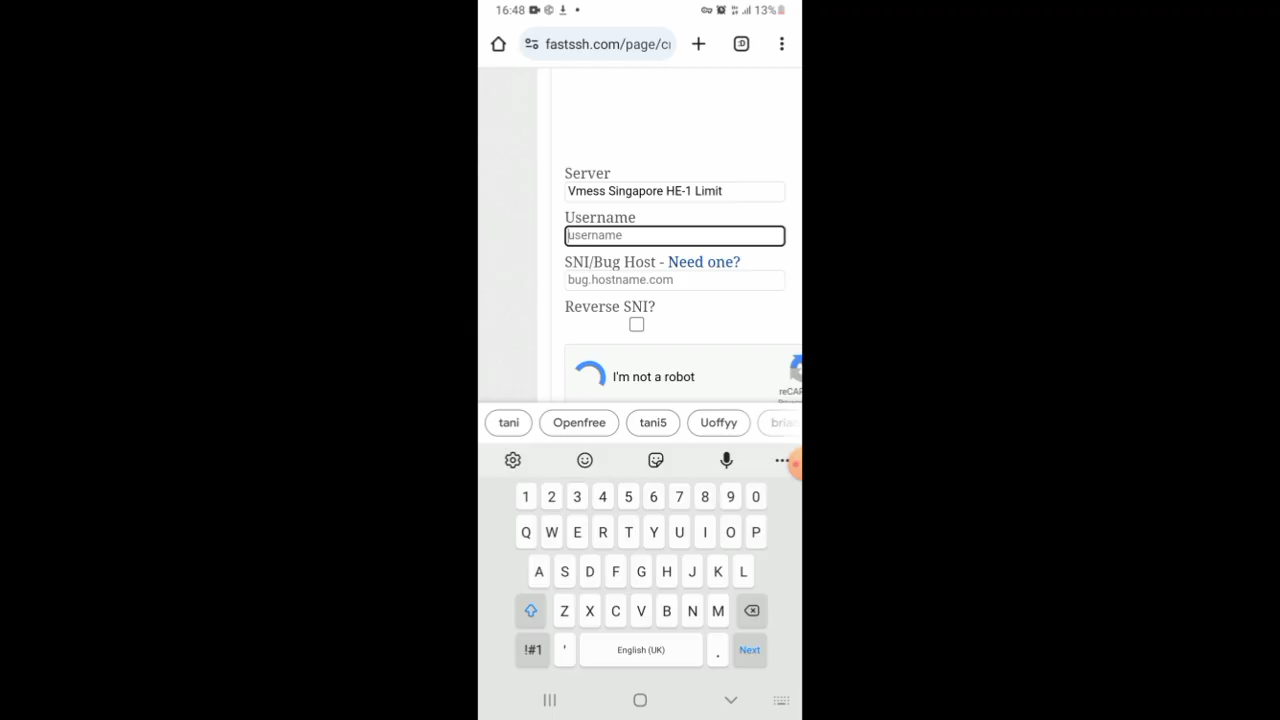 16:48 13%
fastssh.com/page/c
:D
Server
Vmess Singapore HE-1 Limit
Username
username
SNI/Bug Host - Need one?
bug.hostname.com
Reverse SNI?
I'm not a robot
reCA
tani Openfree tani5 Uoffyy brian
1 2 3 4 5 6 7 8 9 0
Q W E R T Y U I O P
A S D F G H J K L
Z X C V B N M
!#1 ' English (UK) . Next